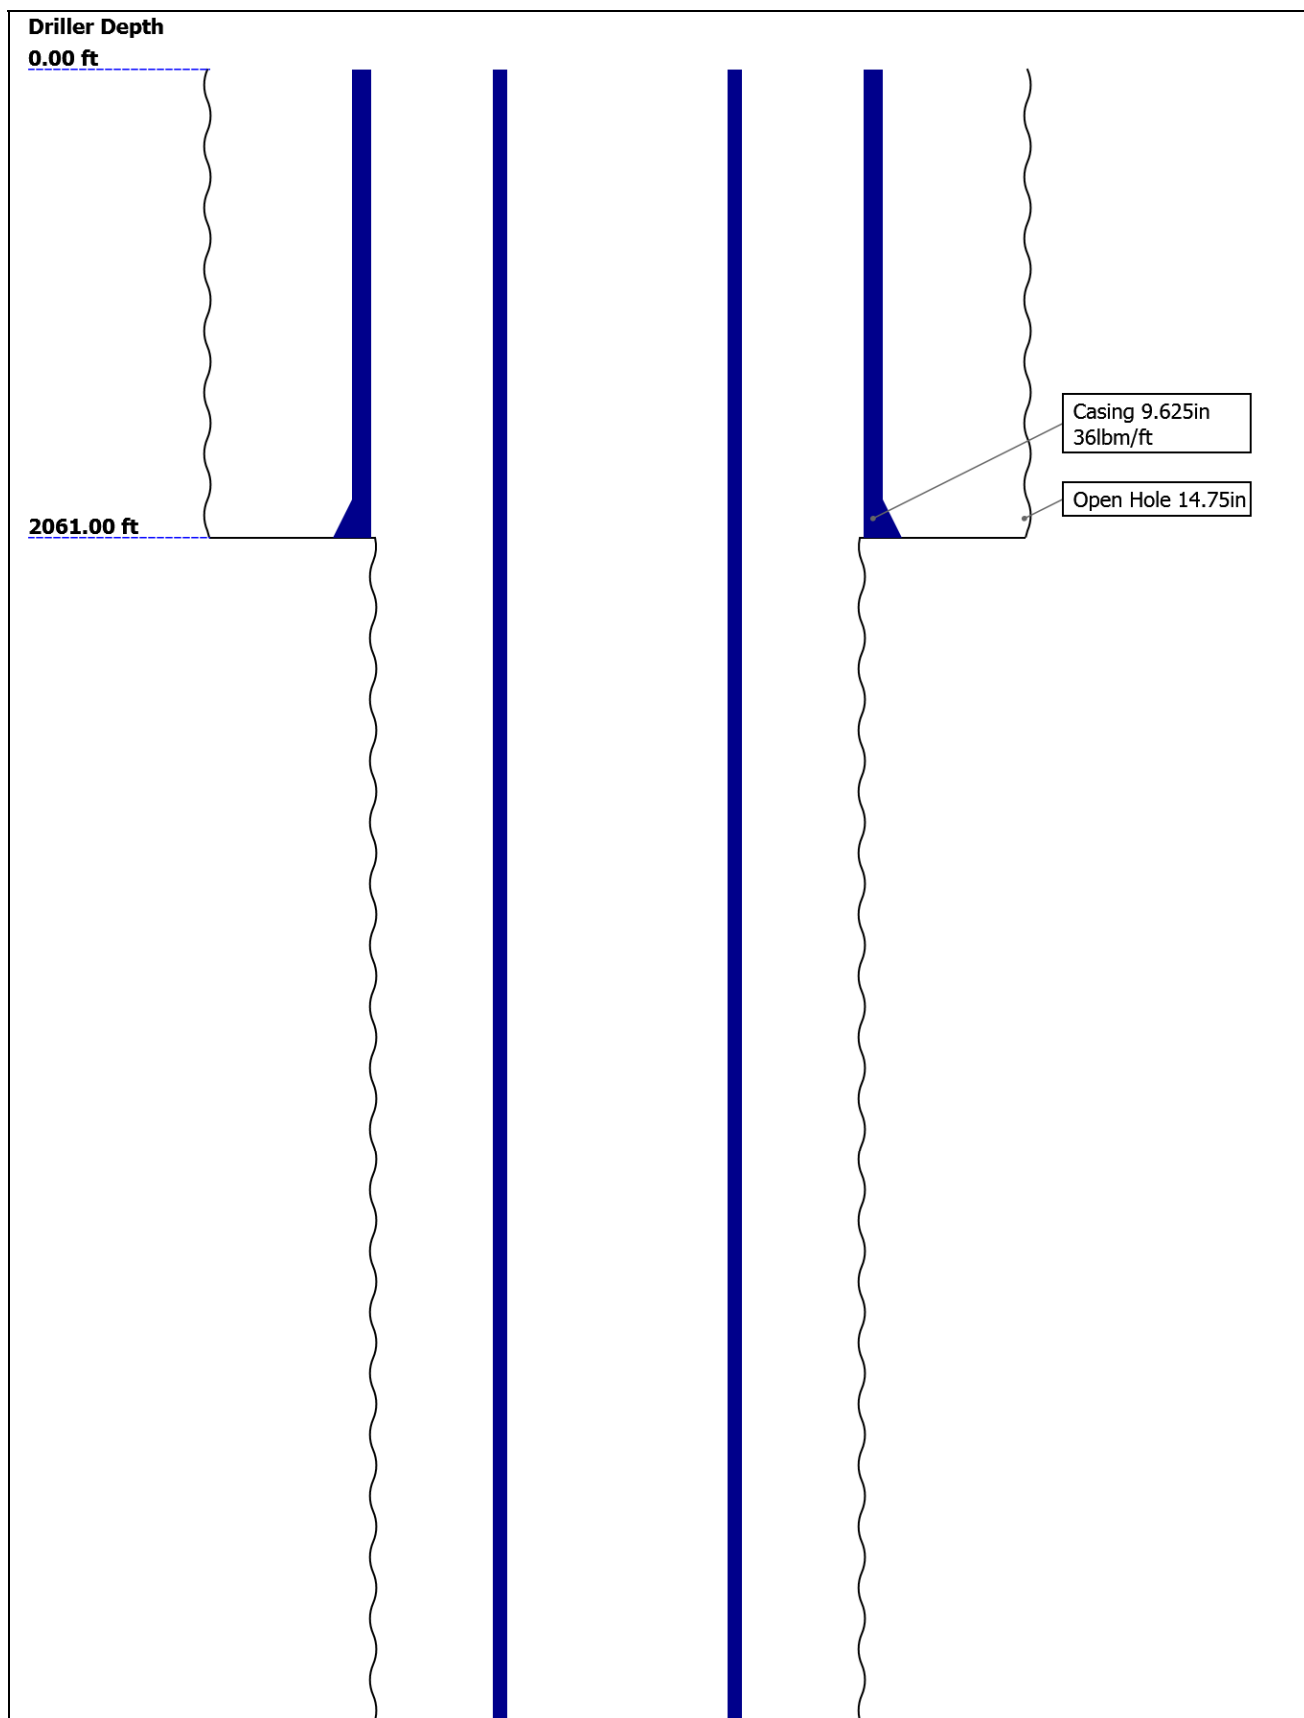 Driller Depth
0.00 ft
Casing 9.625in
36lbm/ft
Open Hole 14.75in
2061.00 ft